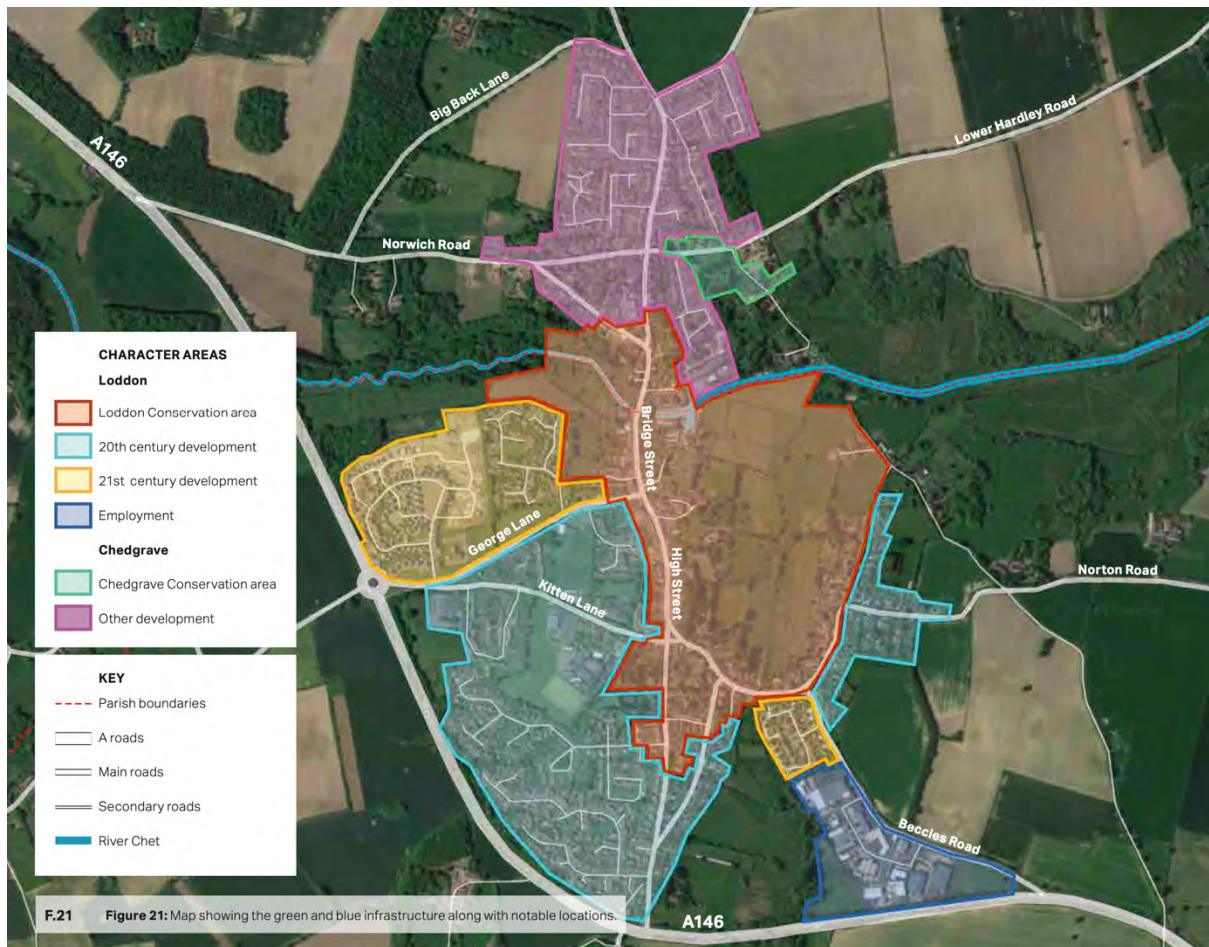 Big Back Lane
Lower Hardley Road
A146
Norwich Road
CHARACTER AREAS
Loddon
Loddon Conservation area
20th century development
21st century development
Employment
Chedgrave
Chedgrave Conservation area
Other development
Bridge Street
George Lane
High Street
Kitten Lane
Norton Road
KEY
Parish boundaries
A roads
Main roads
Secondary roads
River Chet
Beccles Road
F.21 Figure 21: Map showing the green and blue infrastructure along with notable locations.
A146